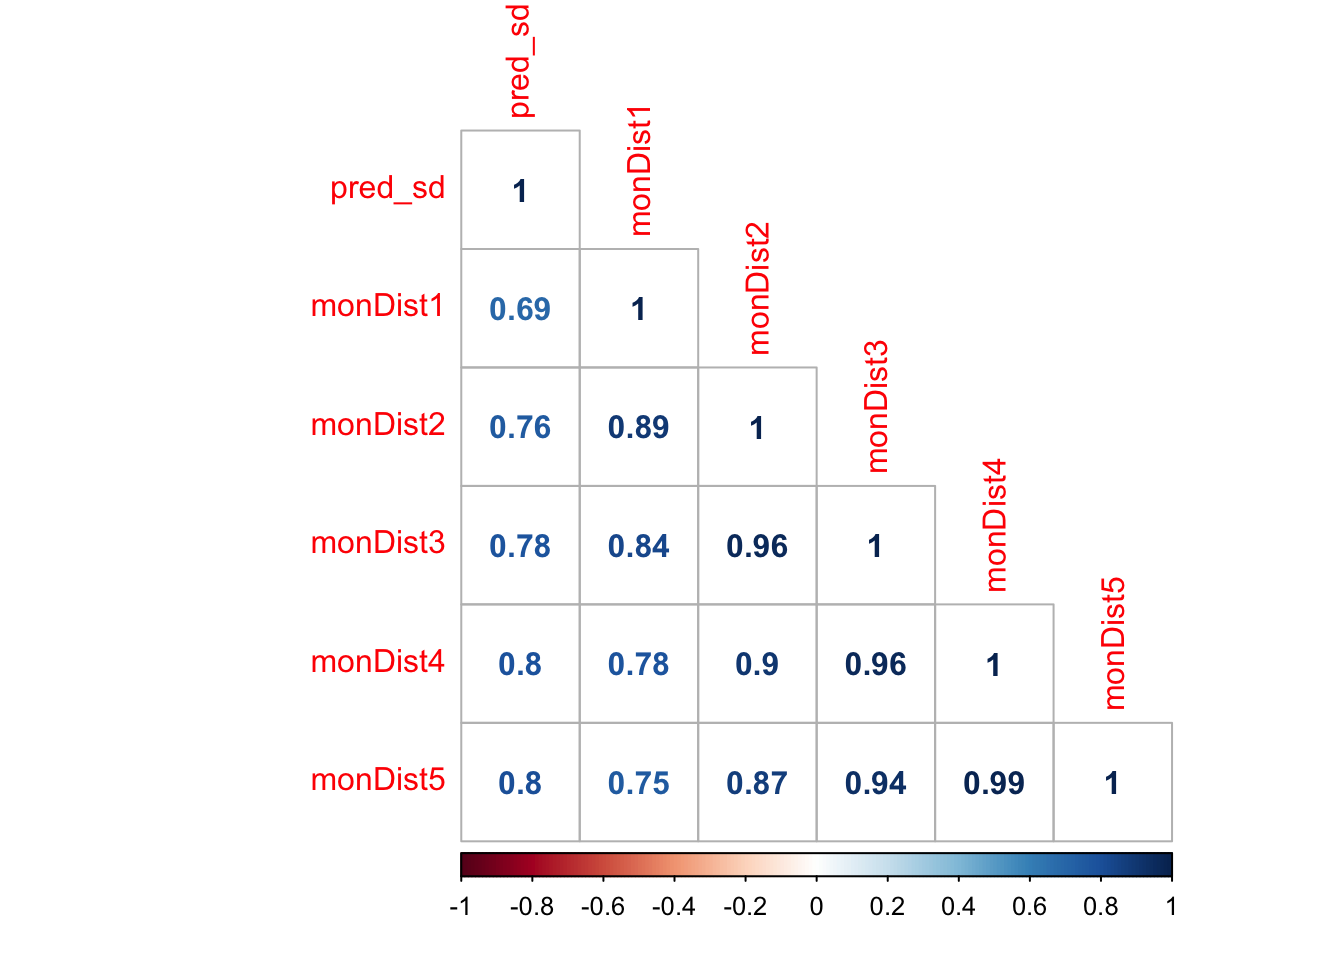 pred_sd
monDist1
monDist2
monDist3
monDist4
monDist5
pred_sd 1
monDist1 0.69 1
monDist2 0.76 0.89 1
monDist3 0.78 0.84 0.96 1
monDist4 0.8 0.78 0.9 0.96 1
monDist5 0.8 0.75 0.87 0.94 0.99 1
-1 -0.8 -0.6 -0.4 -0.2 0 0.2 0.4 0.6 0.8 1